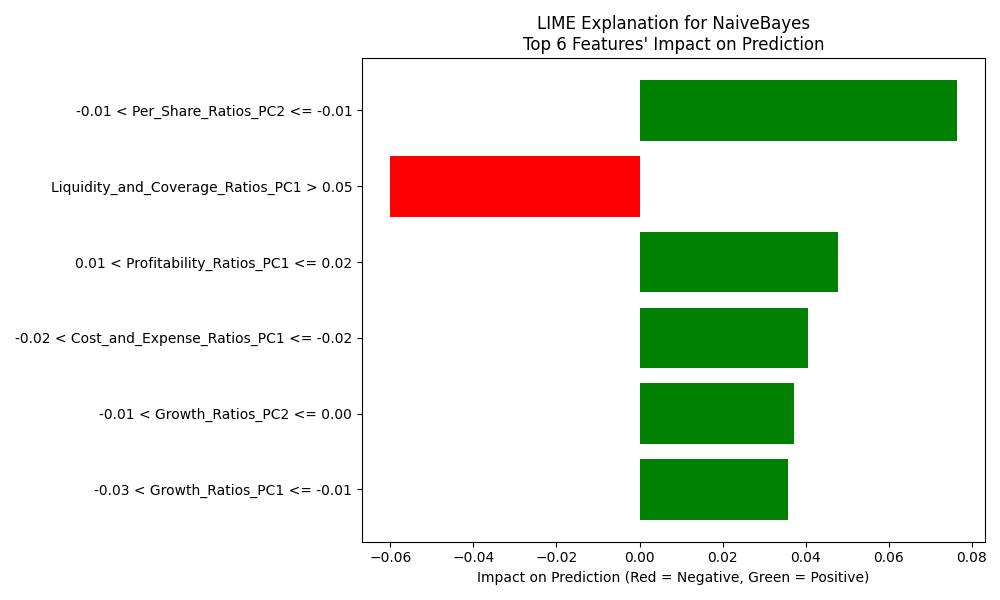 LIME Explanation for NaiveBayes
Top 6 Features' Impact on Prediction
-0.01 < Per_Share_Ratios_PC2 <= -0.01
Liquidity_and_Coverage_Ratios_PC1 > 0.05
0.01 < Profitability_Ratios_PC1 <= 0.02
-0.02 < Cost_and_Expense_Ratios_PC1 <= -0.02
-0.01 < Growth_Ratios_PC2 <= 0.00
-0.03 < Growth_Ratios_PC1 <= -0.01
−0.06 −0.04 −0.02 0.00 0.02 0.04 0.06 0.08
Impact on Prediction (Red = Negative, Green = Positive)